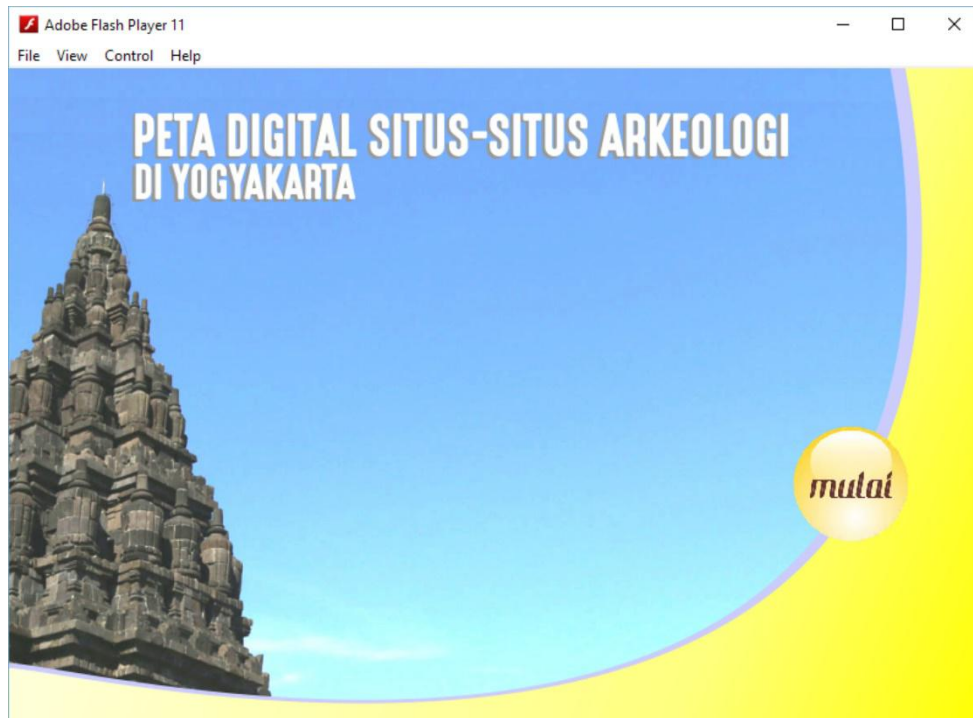 Adobe Flash Player 11
File View Control Help
PETA DIGITAL SITUS-SITUS ARKEOLOGI
DI YOGYAKARTA
mulai